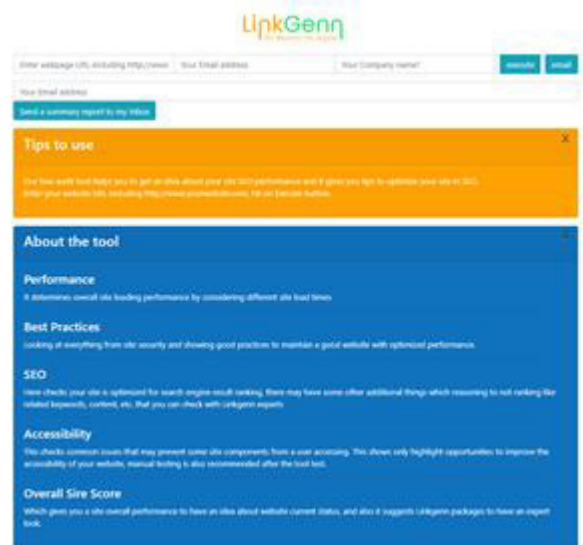 LinkGenn
Enter webpage URL including http://www
Your Email address
Your Company name?
execute
email
Your Email address
Send a summary report to my inbox
Tips to use
X
Our free audit tool helps you to get an idea about your site SEO performance and it gives you tips to optimize your site in SEO.
Enter your website URL including http://www.yourwebsite.com, hit on Execute button.
About the tool
Performance
It determines overall site loading performance by considering different site load times
Best Practices
Looking at everything from site security and showing good practices to maintain a good website with optimized performance.
SEO
Here checks your site is optimized for search engine result ranking, there may have some other additional things which reasoning to not ranking like
related keywords, content, etc. that you can check with Linkgenn experts
Accessibility
This checks common issues that may prevent some site components from a user accessing. This shows only highlight opportunities to improve the
accessibility of your website, manual testing is also recommended after the tool test.
Overall Sire Score
Which gives you a site overall performance to have an idea about website current status, and also it suggests Linkgenn packages to have an expert
look.